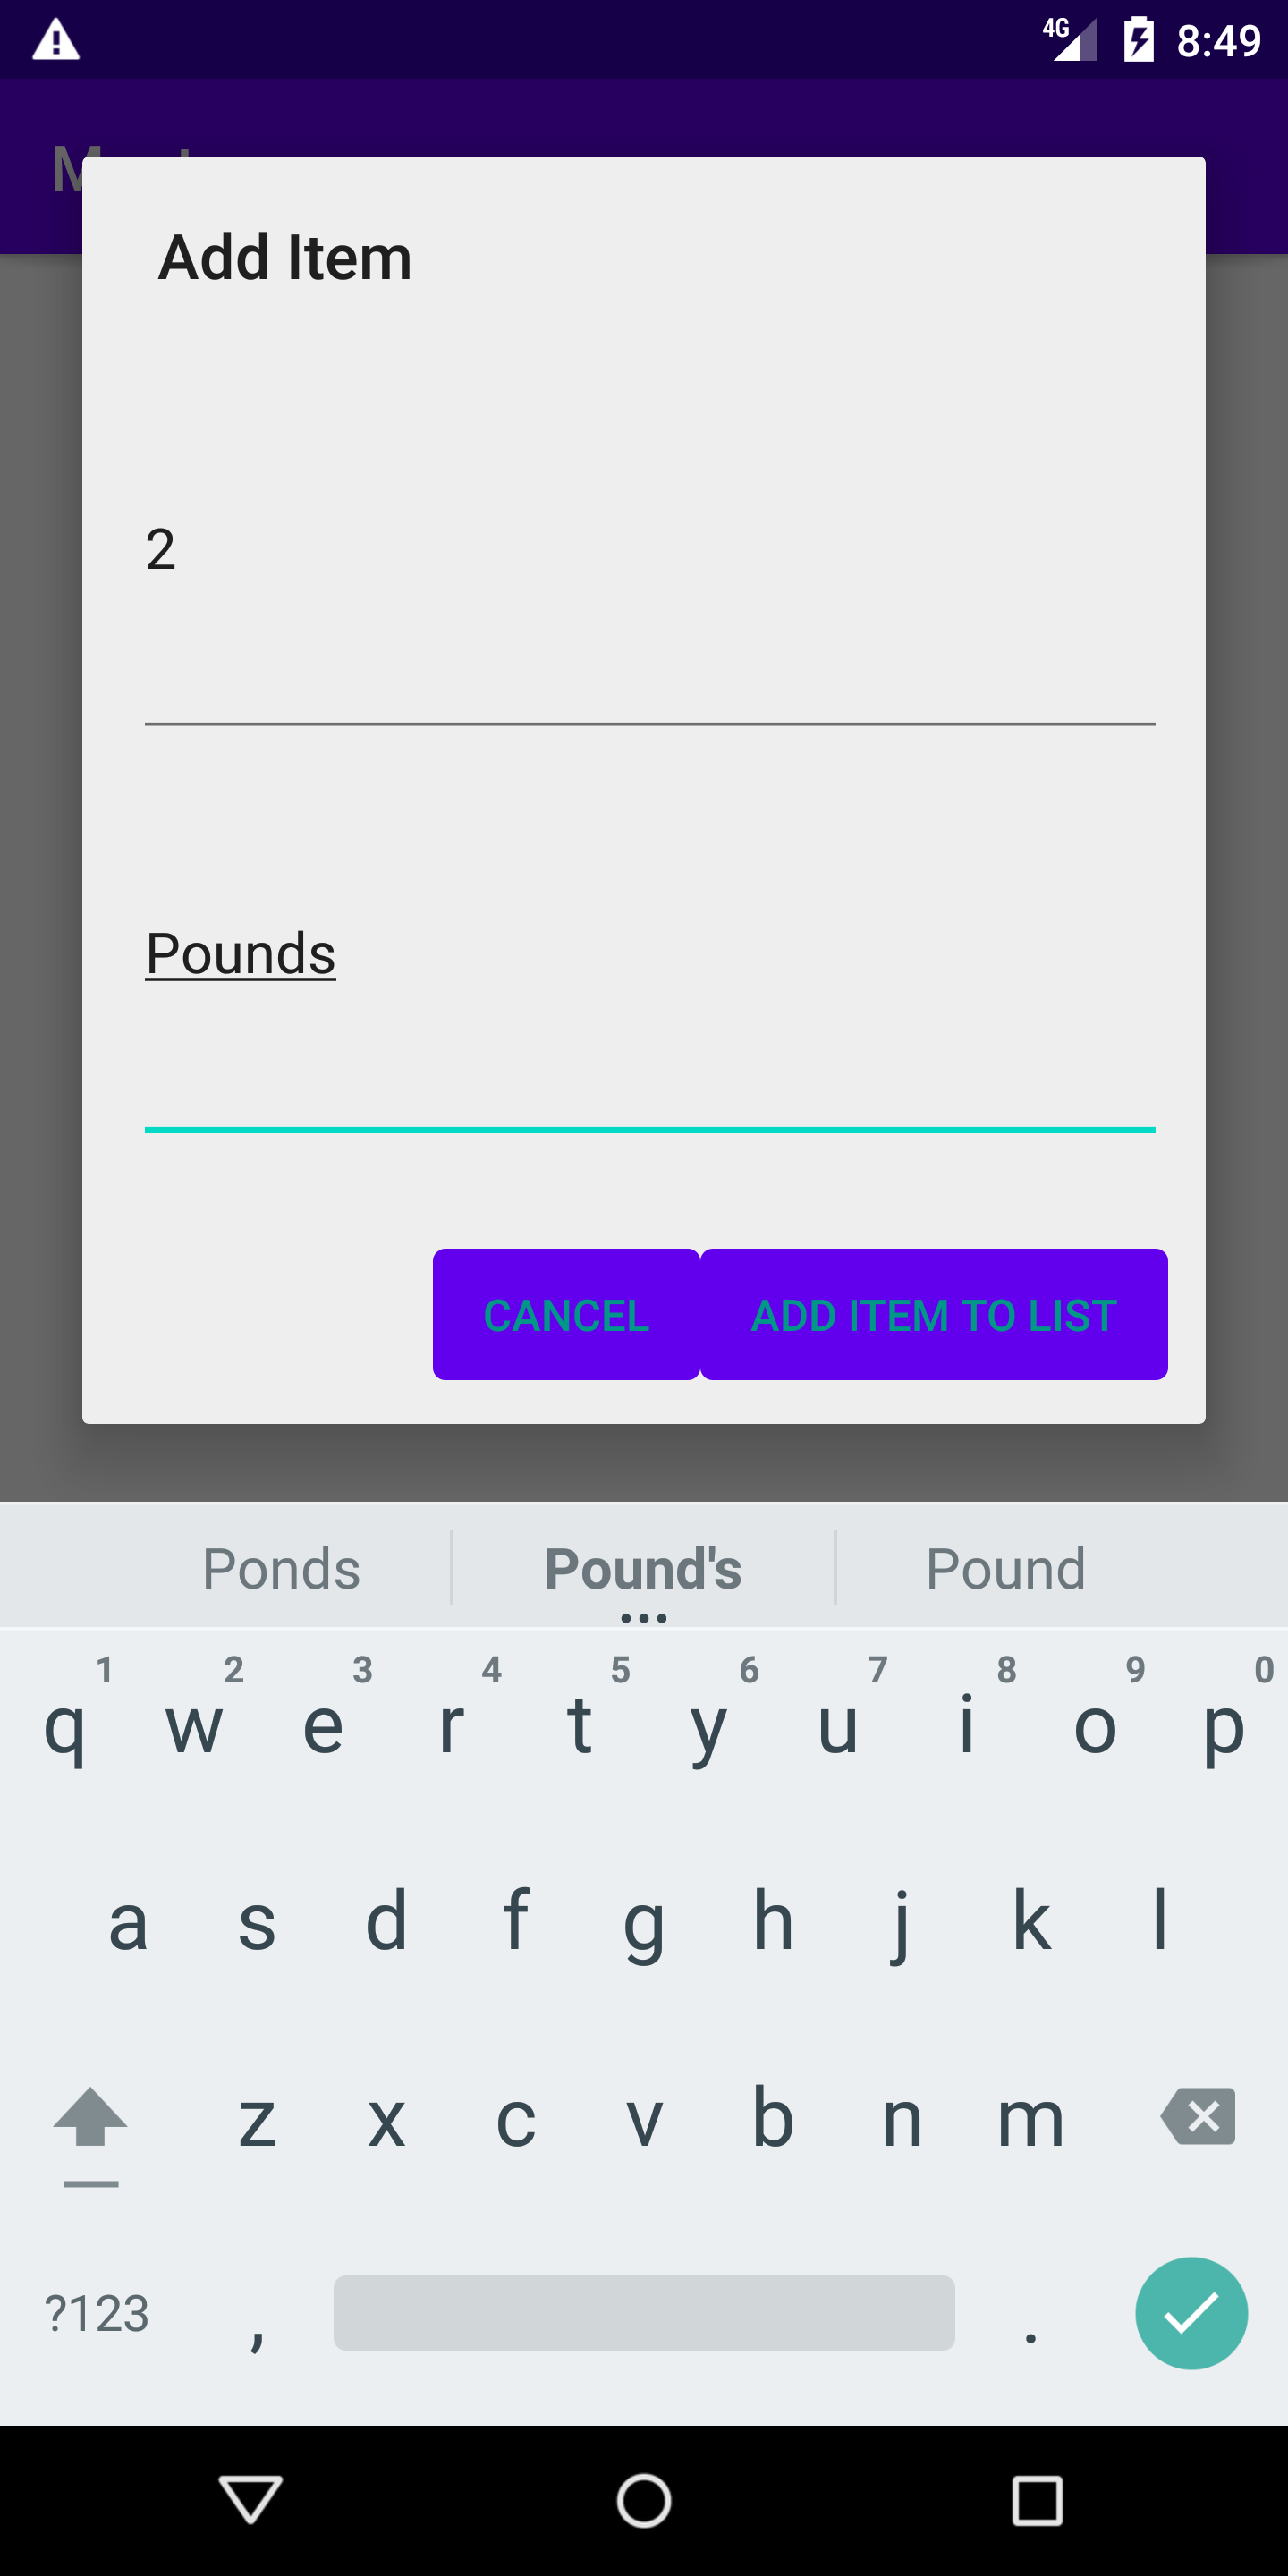 4G 8:49
Add Item
2
Pounds
CANCEL ADD ITEM TO LIST
Ponds Pound's Pound
1 2 3 4 5 6 7 8 9 0
q w e r t y u i o p
a s d f g h j k l
z x c v b n m
?123 , .